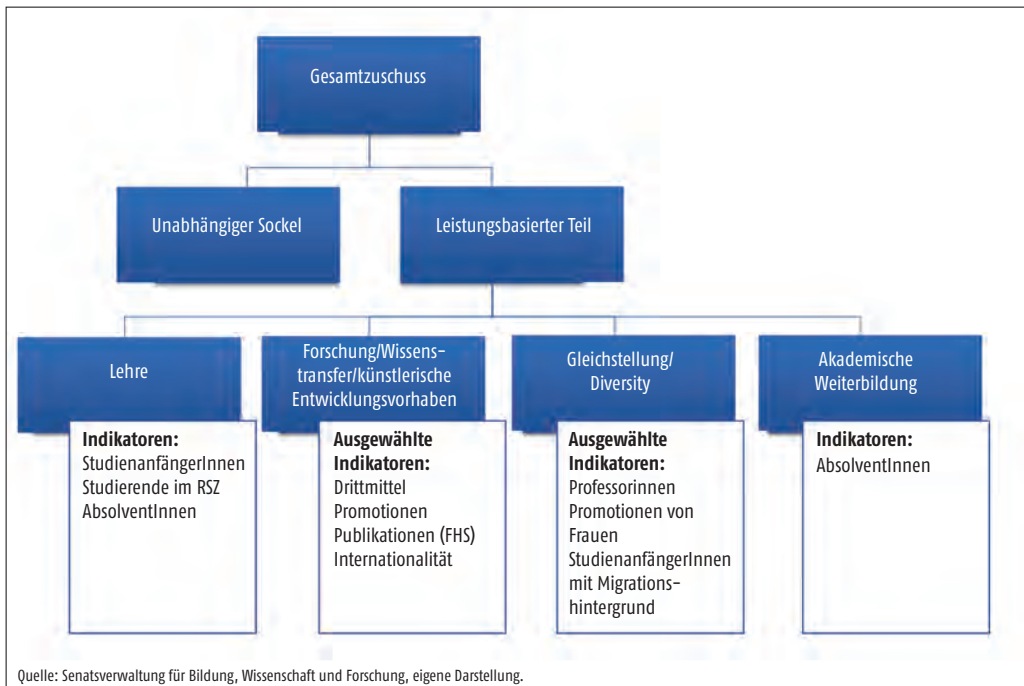 Gesamtzuschuss
Unabhängiger Sockel
Leistungsbasierter Teil
Lehre
Indikatoren:
StudienanfängerInnen
Studierende im RSZ
AbsolventInnen
Forschung/Wissens-
transfer/künstlerische
Entwicklungsvorhaben
Ausgewählte
Indikatoren:
Drittmittel
Promotionen
Publikationen (FHS)
Internationalität
Gleichstellung/
Diversity
Ausgewählte
Indikatoren:
Professorinnen
Promotionen von
Frauen
StudienanfängerInnen
mit Migrations-
hintergrund
Akademische
Weiterbildung
Indikatoren:
AbsolventInnen
Quelle: Senatsverwaltung für Bildung, Wissenschaft und Forschung, eigene Darstellung.